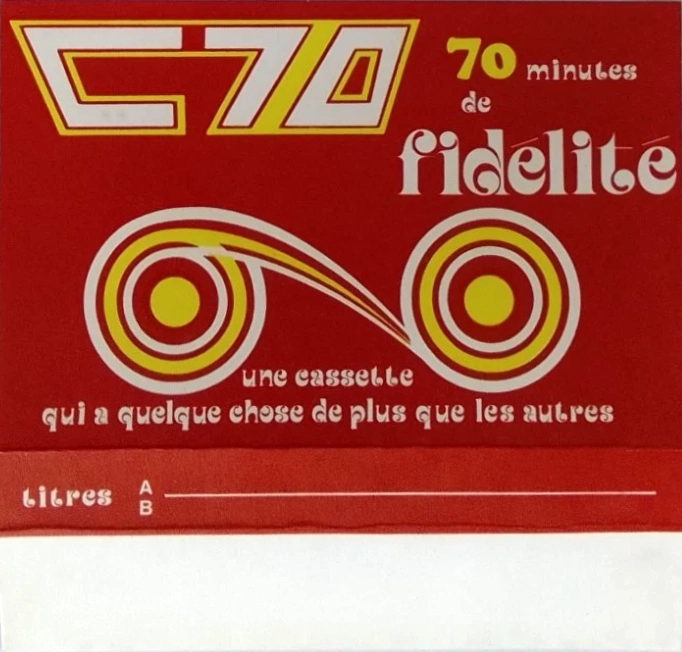 C70
70 minutes
de
fidélité
une cassette
qui a quelque chose de plus que les autres
titres A
B